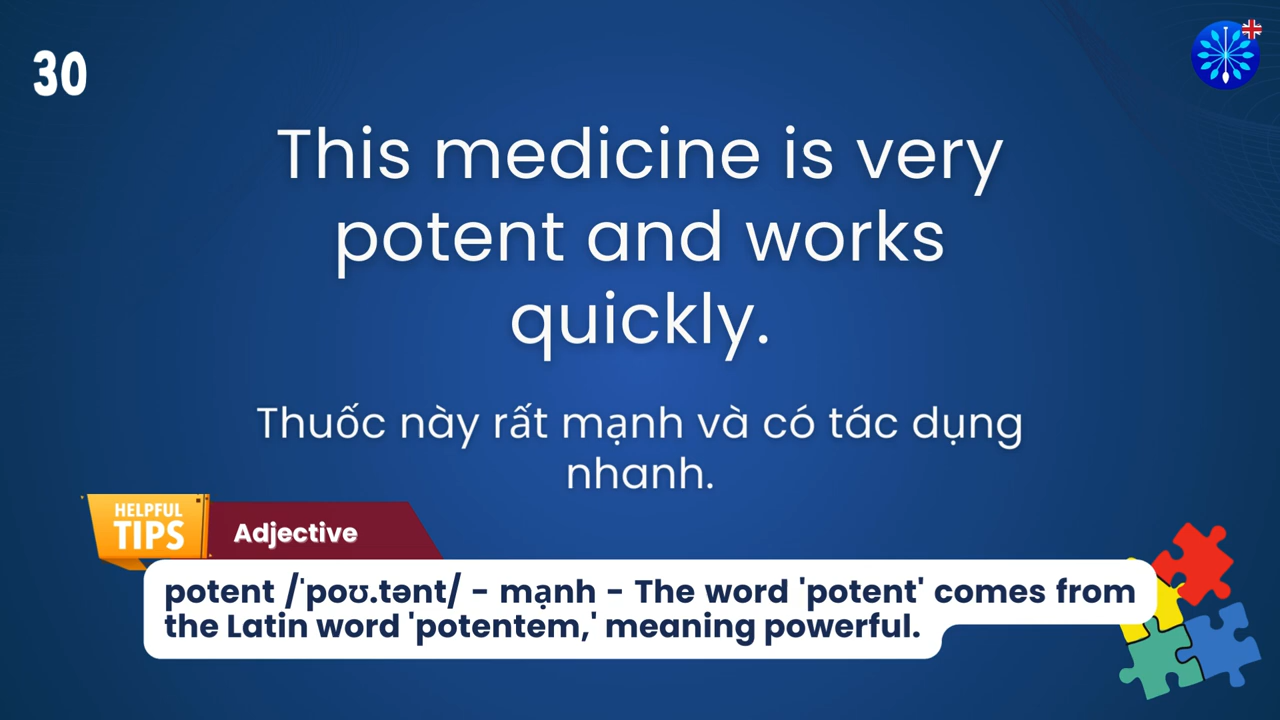 30
This medicine is very
potent and works
quickly.
Thuốc này rất mạnh và có tác dụng
nhanh.
HELPFUL
TIPS
Adjective
potent /ˈpoʊ.tənt/ - mạnh - The word 'potent' comes from
the Latin word 'potentem,' meaning powerful.